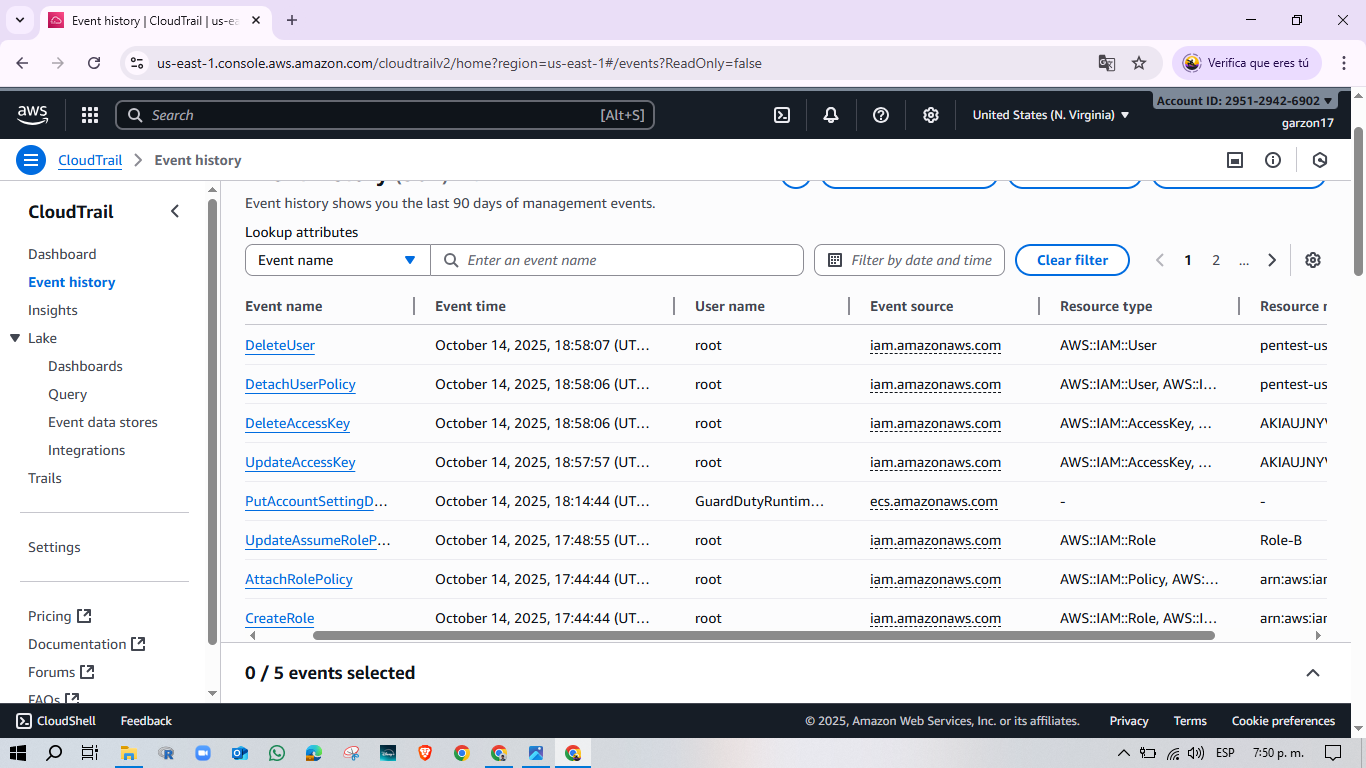 Event history | CloudTrail | us-ea
us-east-1.console.aws.amazon.com/cloudtrailv2/home?region=us-east-1#/events?ReadOnly=false
Verifica que eres tú
aws
Search [Alt+S]
United States (N. Virginia)
Account ID: 2951-2942-6902
garzon17
CloudTrail > Event history
CloudTrail
Dashboard
Event history
Insights
Lake
Dashboards
Query
Event data stores
Integrations
Trails
Settings
Pricing
Documentation
Forums
FAQs
Event history shows you the last 90 days of management events.
Lookup attributes
Event name Enter an event name Filter by date and time Clear filter 1 2 ...
Event name Event time User name Event source Resource type Resource r
DeleteUser October 14, 2025, 18:58:07 (UT... root iam.amazonaws.com AWS::IAM::User pentest-us
DetachUserPolicy October 14, 2025, 18:58:06 (UT... root iam.amazonaws.com AWS::IAM::User, AWS::I... pentest-us
DeleteAccessKey October 14, 2025, 18:58:06 (UT... root iam.amazonaws.com AWS::IAM::AccessKey, ... AKIAUJNYV
UpdateAccessKey October 14, 2025, 18:57:57 (UT... root iam.amazonaws.com AWS::IAM::AccessKey, ... AKIAUJNYV
PutAccountSettingD... October 14, 2025, 18:14:44 (UT... GuardDutyRuntim... ecs.amazonaws.com - -
UpdateAssumeRoleP... October 14, 2025, 17:48:55 (UT... root iam.amazonaws.com AWS::IAM::Role Role-B
AttachRolePolicy October 14, 2025, 17:44:44 (UT... root iam.amazonaws.com AWS::IAM::Policy, AWS:... arn:aws:iar
CreateRole October 14, 2025, 17:44:44 (UT... root iam.amazonaws.com AWS::IAM::Role, AWS::I... arn:aws:iar
0 / 5 events selected
CloudShell Feedback © 2025, Amazon Web Services, Inc. or its affiliates. Privacy Terms Cookie preferences
ESP 7:50 p. m.